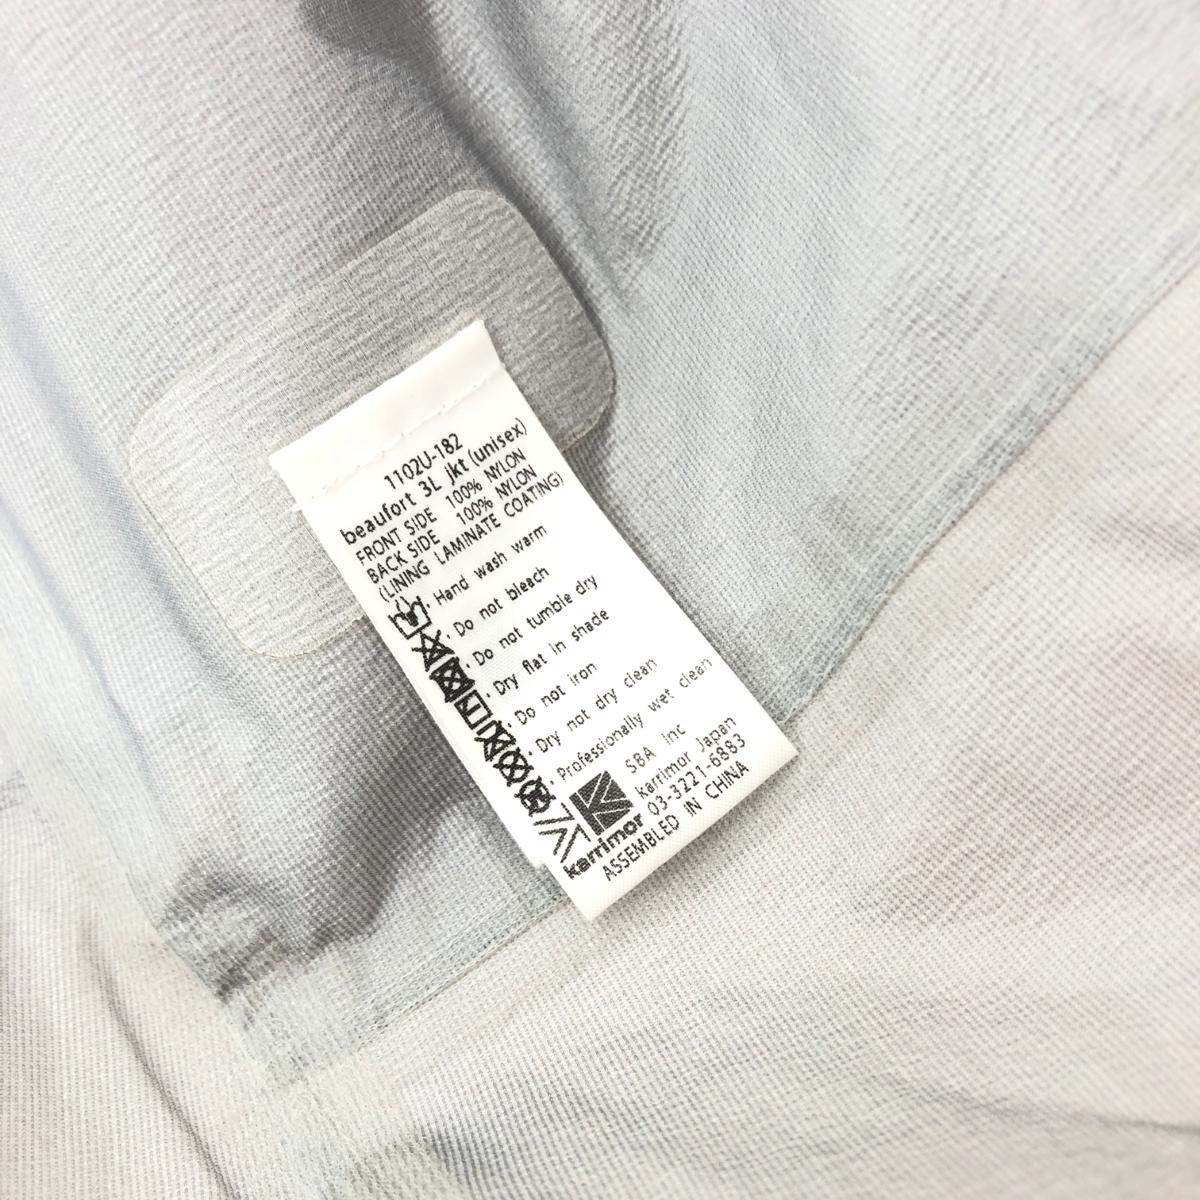 1102U-182
beaufort 3L jkt (unisex)
FRONT SIDE 100% NYLON
BACK SIDE 100% NYLON
(LINING LAMINATE COATING)
· Hand wash warm
· Do not bleach
· Do not tumble dry
· Dry flat in shade
· Do not iron
· Dry not dry clean
· Professionally wet clean
SBA inc
karrimor Japan
03-3221-6883
karrimor
ASSEMBLED IN CHINA